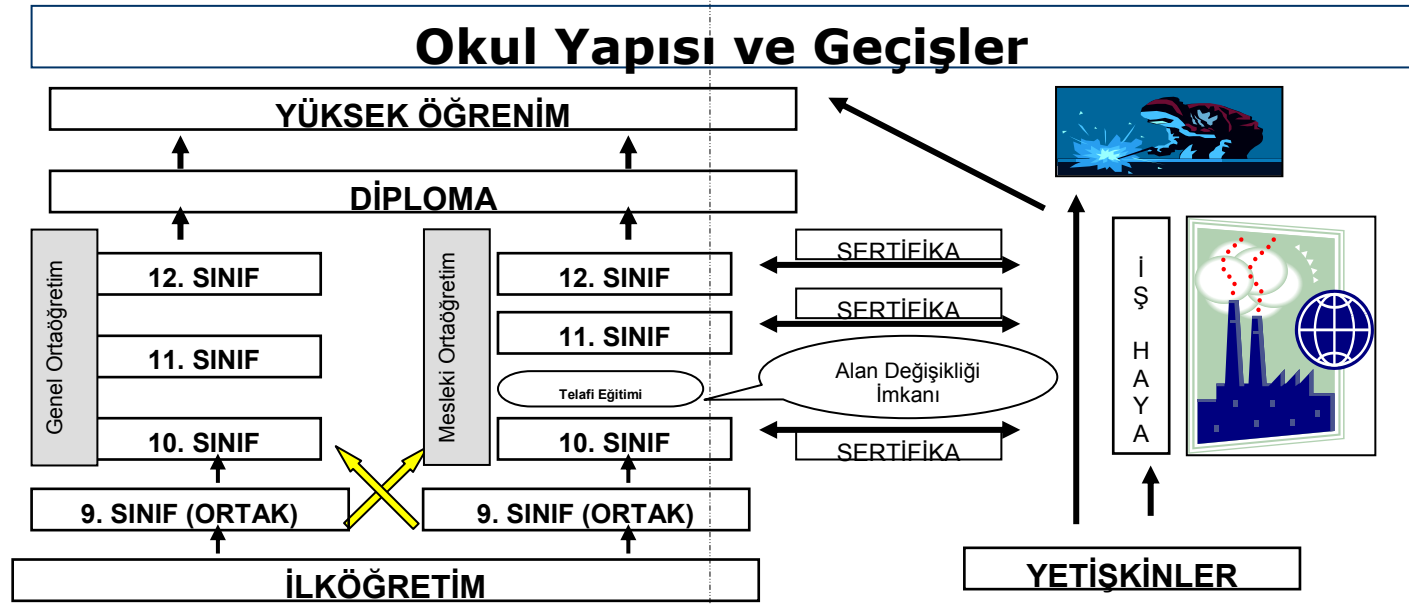 Okul Yapısı ve Geçişler
YÜKSEK ÖĞRENİM
DİPLOMA
Genel Ortaöğretim
12. SINIF
11. SINIF
10. SINIF
9. SINIF (ORTAK)
Mesleki Ortaöğretim
12. SINIF
11. SINIF
Telafi Eğitimi
10. SINIF
9. SINIF (ORTAK)
İLKÖĞRETİM
SERTİFİKA
SERTİFİKA
Alan Değişikliği
İmkanı
SERTİFİKA
İ
Ş
H
A
Y
A
YETİŞKİNLER